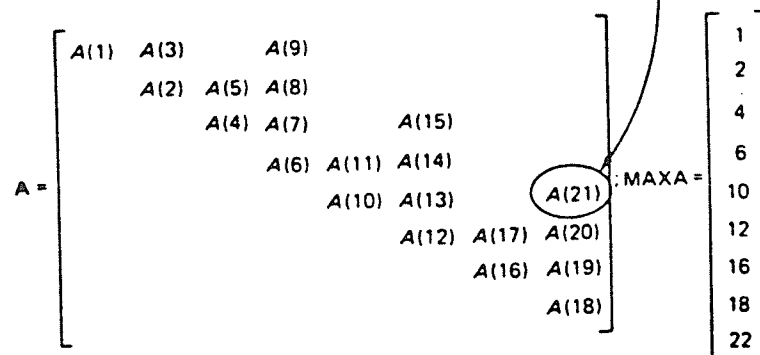 A(1) A(3) A(9) 1
A(2) A(5) A(8) 2
A(4) A(7) A(15) 4
A(6) A(11) A(14) 6
A = A(10) A(13) A(21) ; MAXA = 10
A(12) A(17) A(20) 12
A(16) A(19) 16
A(18) 18
22